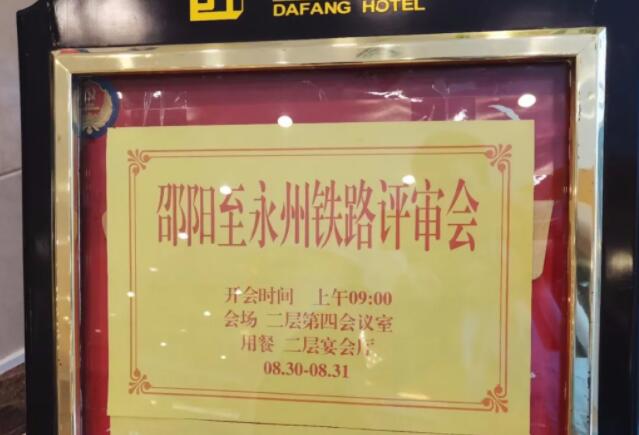 DAFANG HOTEL
邵阳至永州铁路评审会
开会时间 上午09:00
会场 二层第四会议室
用餐 二层宴会厅
08.30-08.31